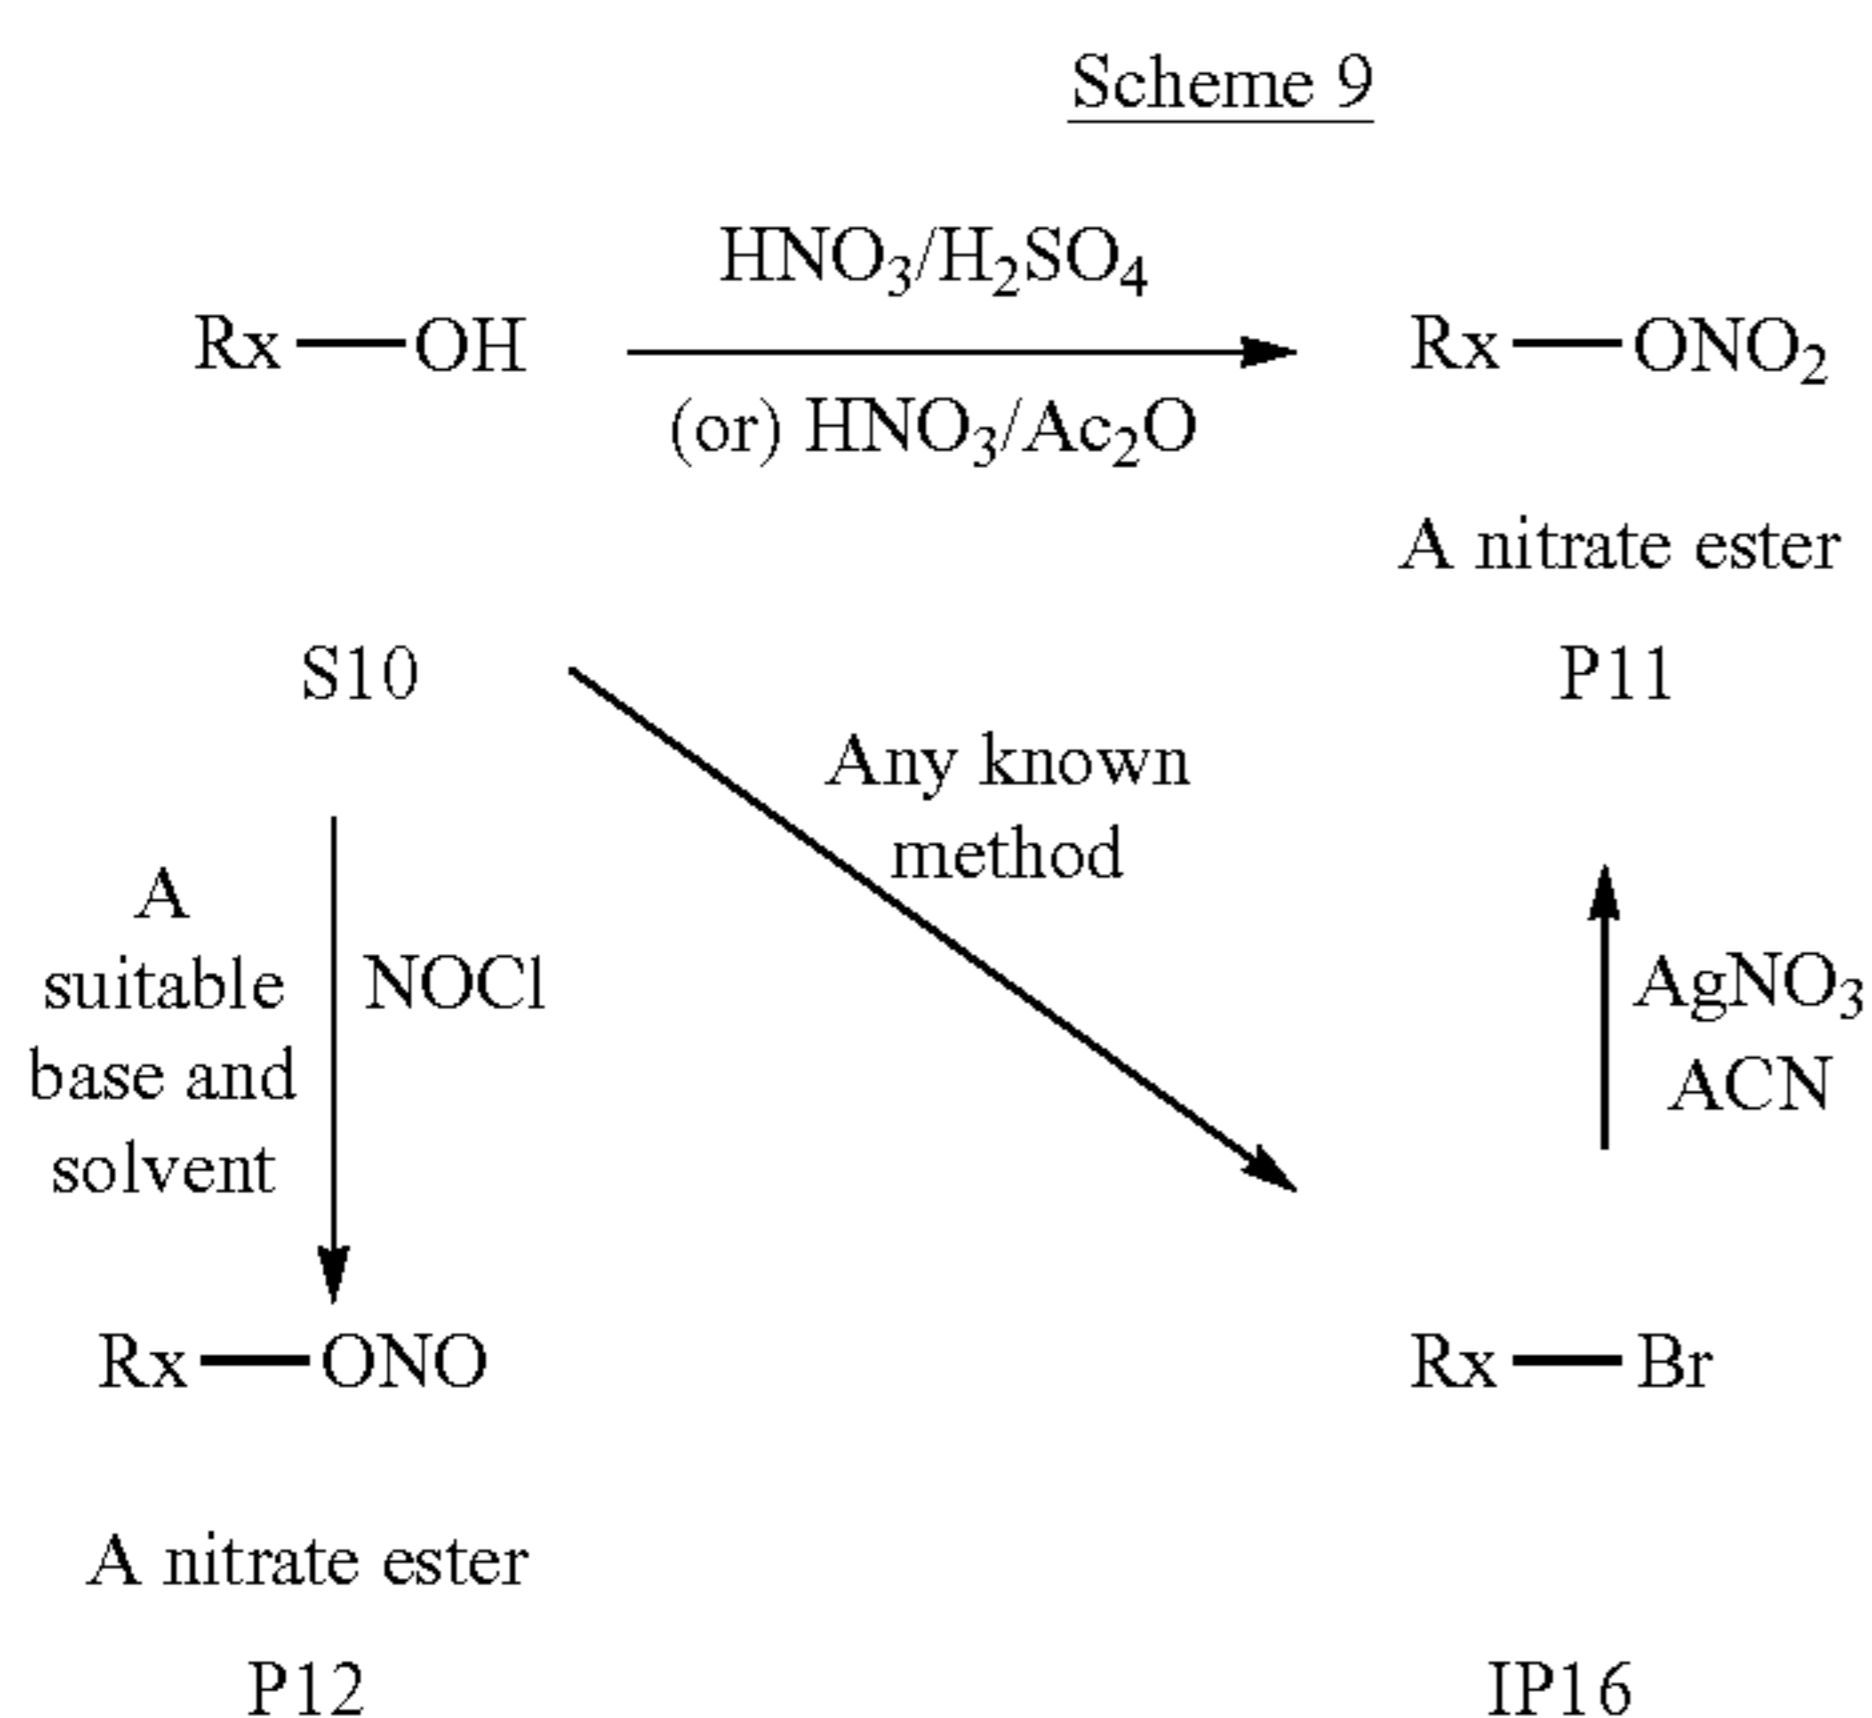 Scheme 9
HNO₃/H₂SO₄
Rx—OH
Rx—ONO₂
(or) HNO₃/Ac₂O
A nitrate ester
S10
P11
Any known
method
A
suitable
base and
solvent
NOCl
AgNO₃
ACN
Rx—ONO
Rx—Br
A nitrate ester
P12
IP16